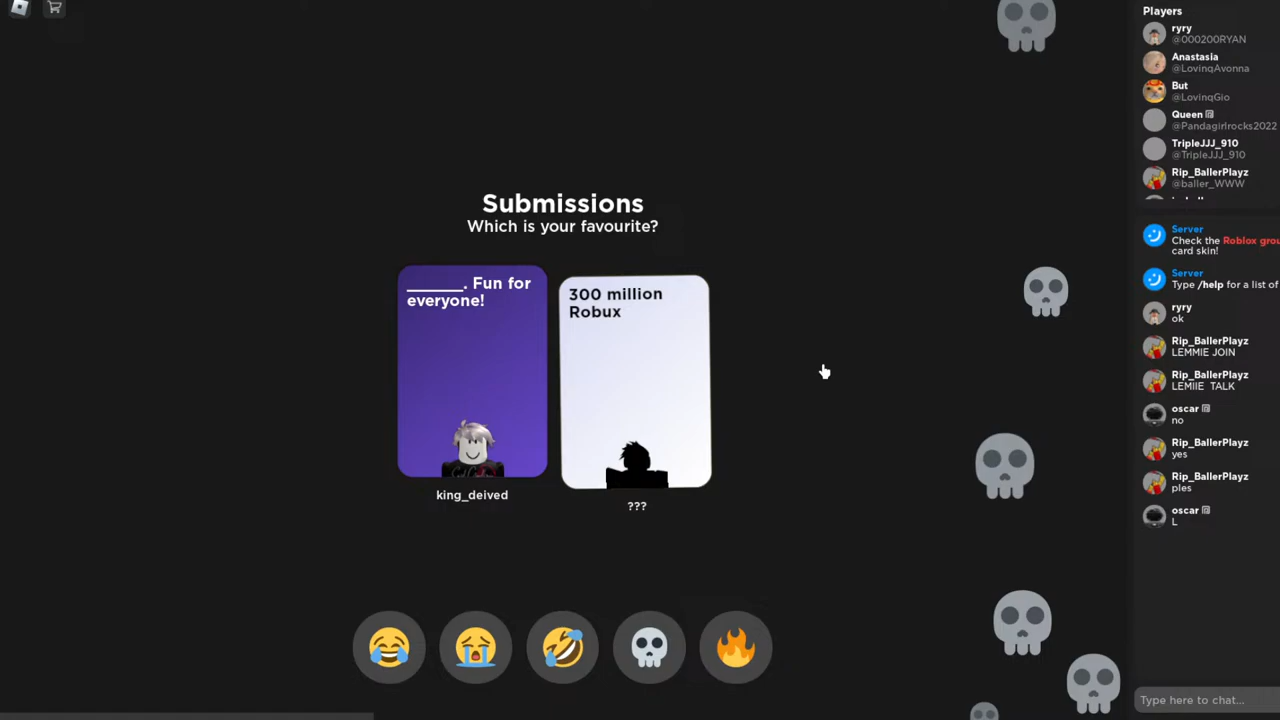 Submissions
Which is your favourite?
______. Fun for
everyone!
king_deived
300 million
Robux
???
Players
ryry
@000200RYAN
Anastasia
@LovingAvonna
But
@LovingGio
Queen
@Pandagirlrocks2022
TripleJJJ_910
@TripleJJJ_910
Rip_BallerPlayz
@baller_WWW
Server
Check the Roblox grou
card skin!
Server
Type /help for a list of
ryry
ok
Rip_BallerPlayz
LEMMIE JOIN
Rip_BallerPlayz
LEMIIE TALK
oscar
no
Rip_BallerPlayz
yes
Rip_BallerPlayz
ples
oscar
L
Type here to chat...